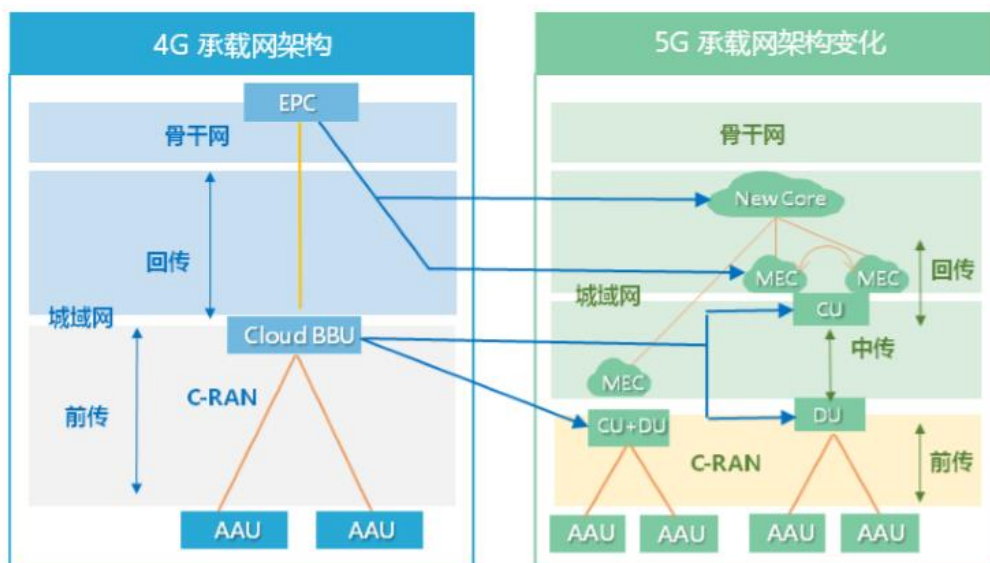 4G 承载网架构
EPC
骨干网
回传
城域网
Cloud BBU
C-RAN
前传
AAU
AAU
5G 承载网架构变化
骨干网
New Core
MEC
MEC
回传
城域网
CU
中传
MEC
CU+DU
DU
C-RAN
前传
AAU
AAU
AAU
AAU